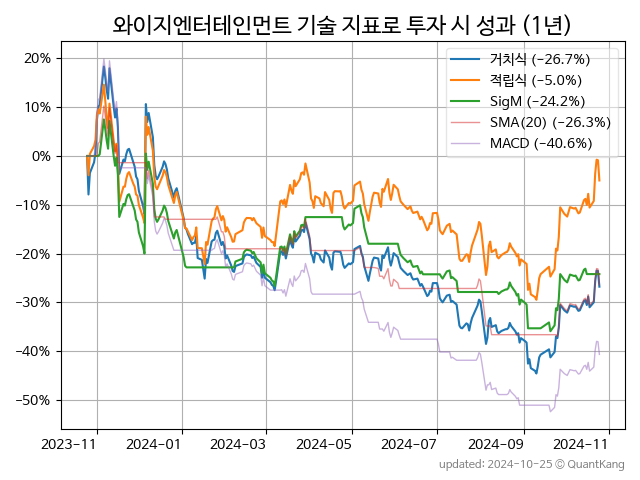 와이지엔터테인먼트 기술 지표로 투자 시 성과 (1년)
거치식 (−26.7%)
적립식 (−5.0%)
SigM (−24.2%)
SMA(20) (−26.3%)
MACD (−40.6%)
20%
10%
0%
−10%
−20%
−30%
−40%
−50%
2023−11 2024−01 2024−03 2024−05 2024−07 2024−09 2024−11
updated: 2024−10−25 © QuantKang